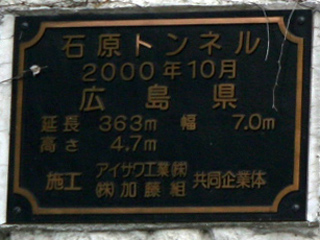 石原トンネル
2000年10月
広島県
延長 363m 幅 7.0m
高さ 4.7m
施工 アイサワ工業㈱ 共同企業体
㈱加藤組